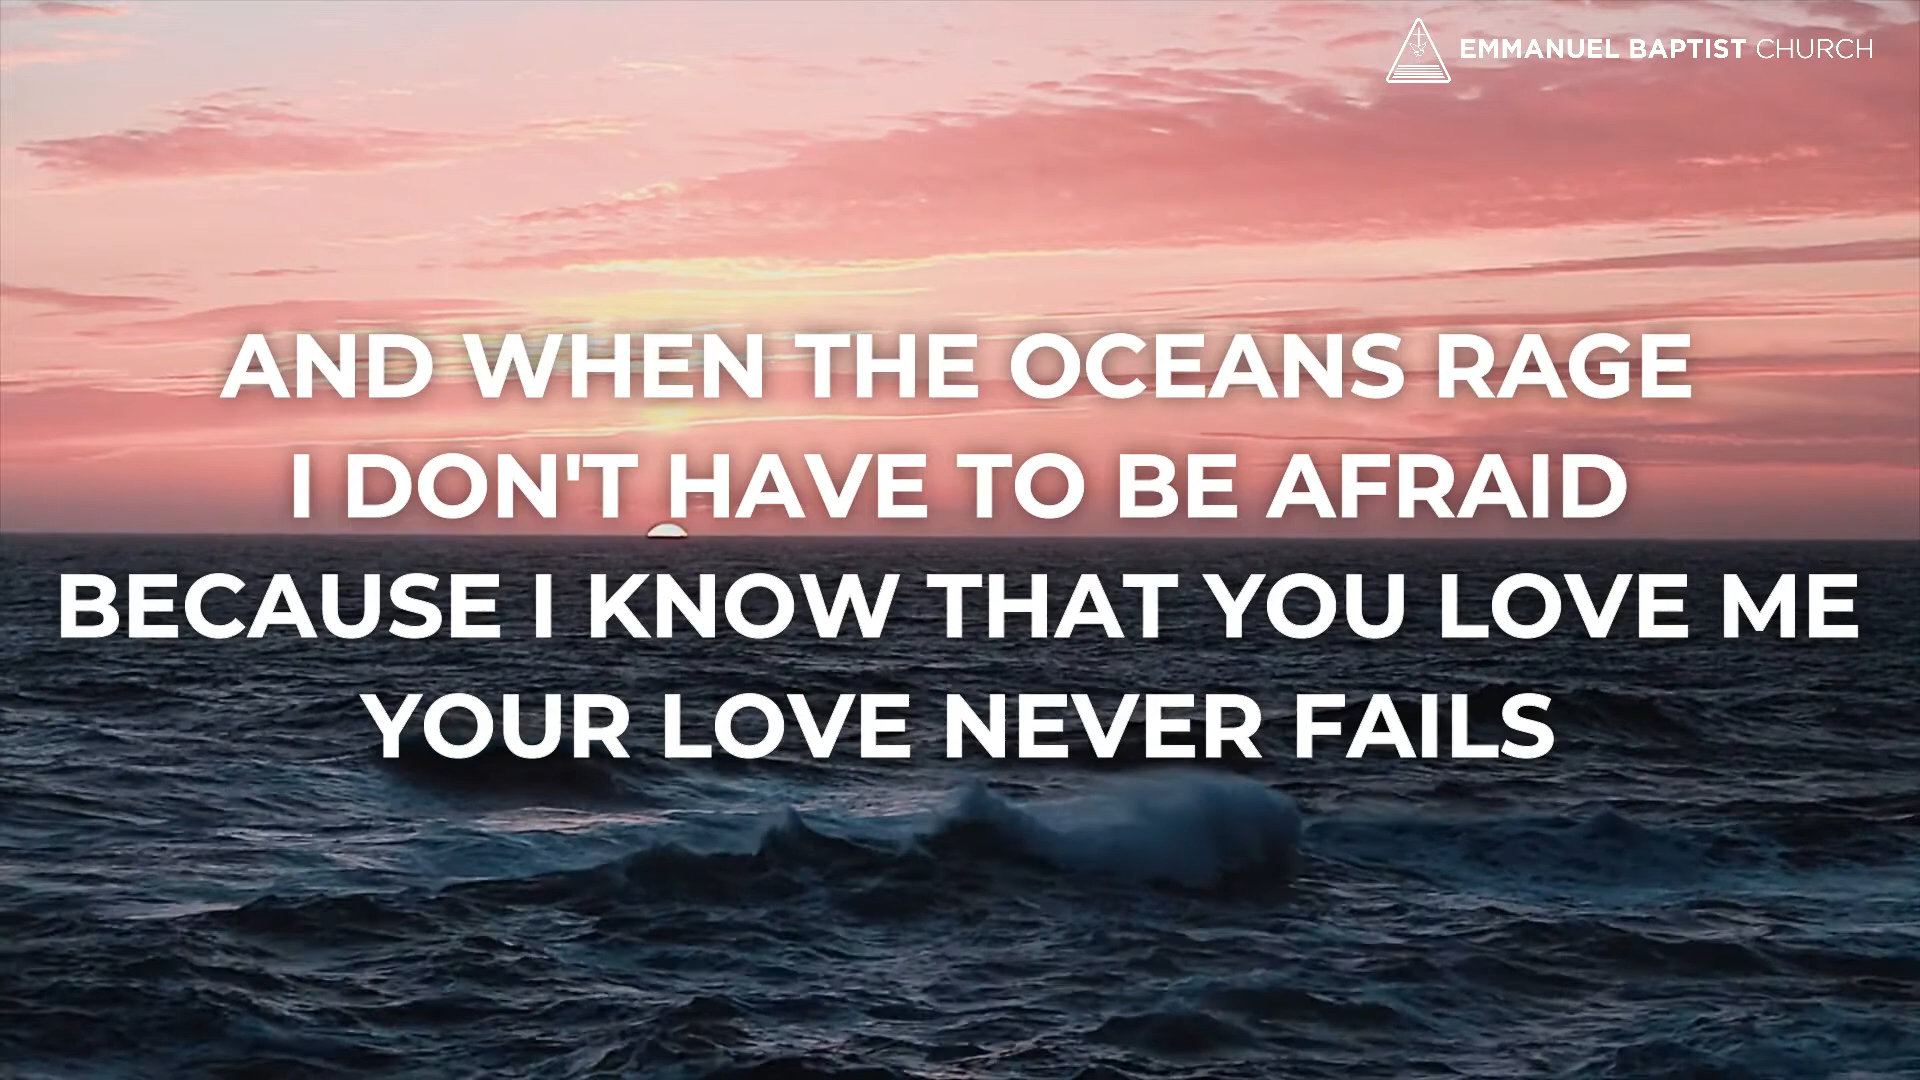 EMMANUEL BAPTIST CHURCH
AND WHEN THE OCEANS RAGE
I DON'T HAVE TO BE AFRAID
BECAUSE I KNOW THAT YOU LOVE ME
YOUR LOVE NEVER FAILS